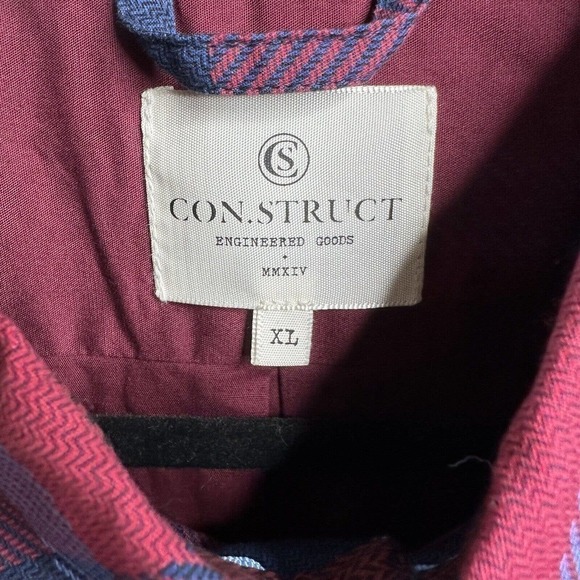 CS
CON.STRUCT
ENGINEERED GOODS
MMXIV
XL